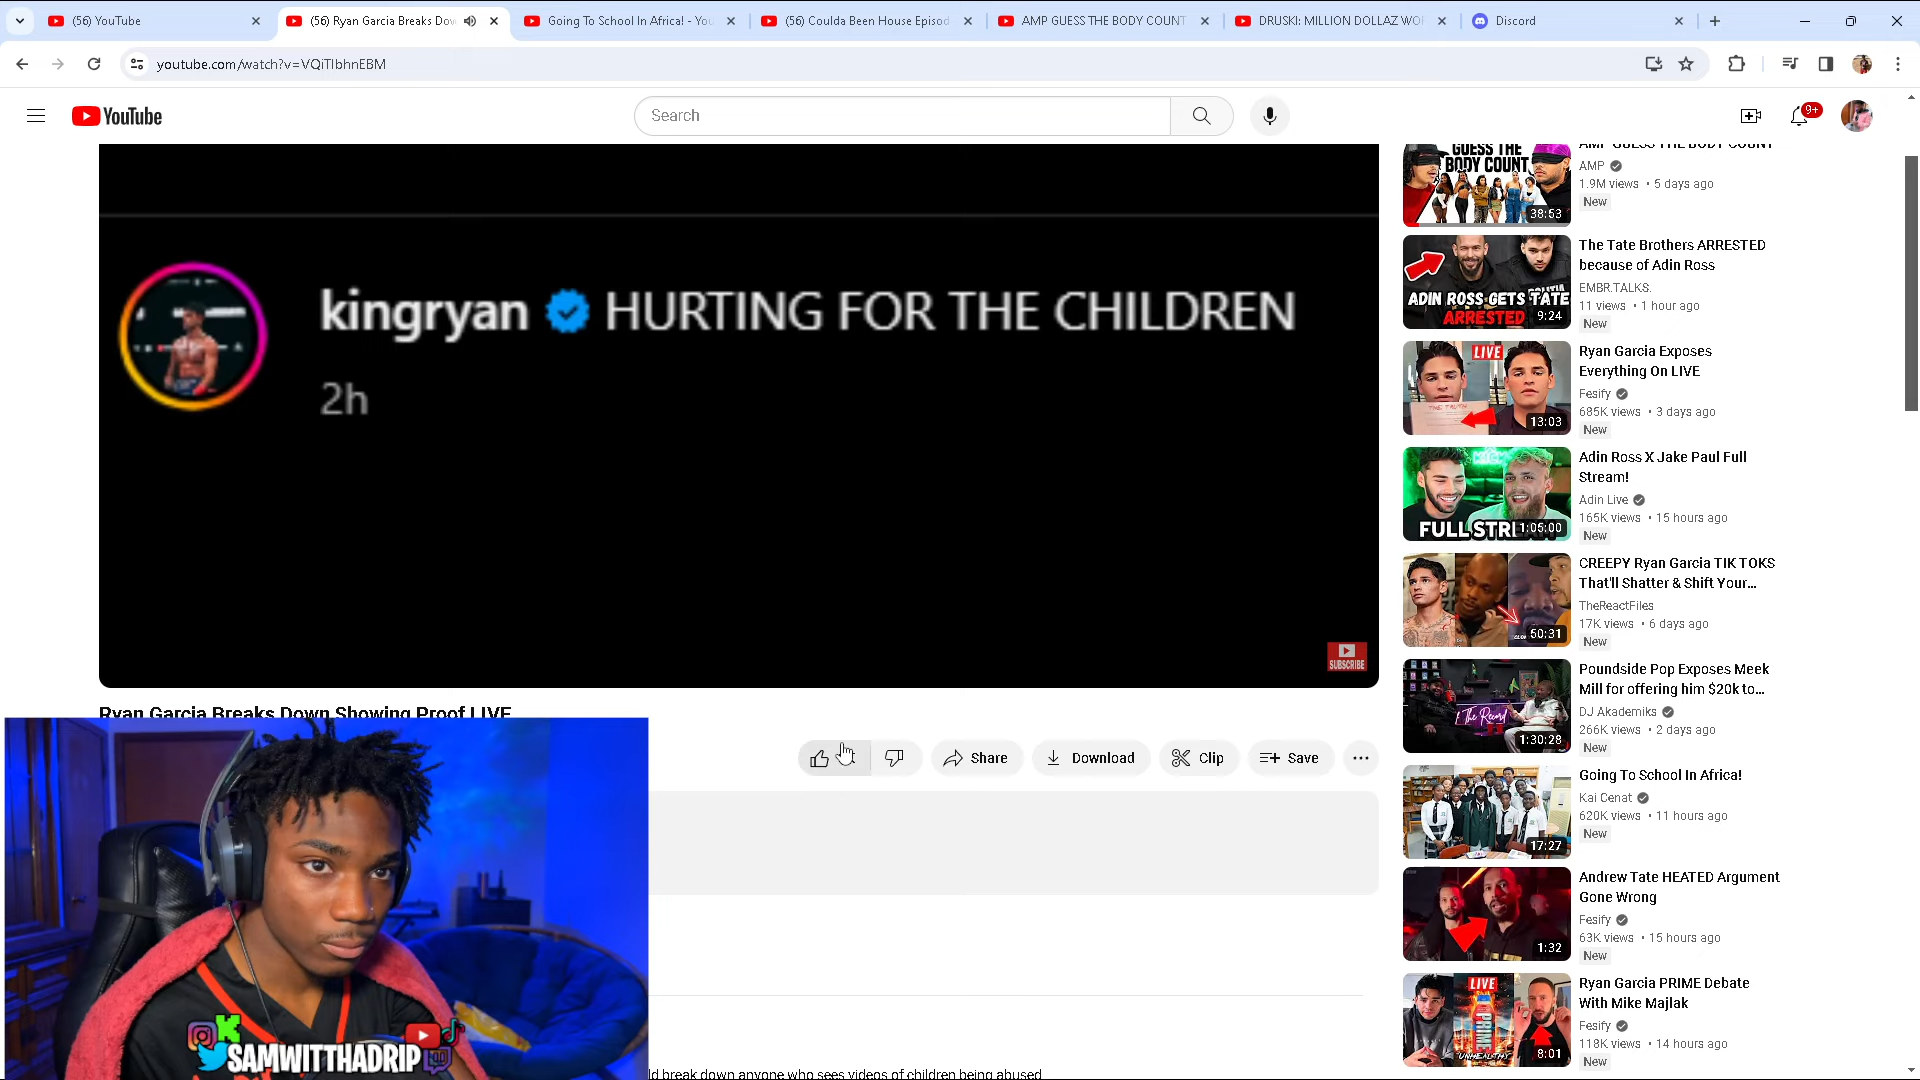 (56) YouTube
(56) Ryan Garcia Breaks Dow
Going To School In Africa! - You
(56) Coulda Been House Episod
AMP GUESS THE BODY COUNT
DRUSKI: MILLION DOLLAZ WO
Discord
youtube.com/watch?v=VQiTlbhnEBM
YouTube
Search
9+
kingryan HURTING FOR THE CHILDREN
2h
SUBSCRIBE
Ryan Garcia Breaks Down Showing Proof LIVE
Share
Download
Clip
Save
ld break down anyone who sees videos of children being abused
SAMWITTHADRIP
GUESS THE
BODY COUNT
38:53
AMP GUESS THE BODY COUNT
AMP
1.9M views • 5 days ago
New
ADIN ROSS GETS TATE
ARRESTED
9:24
The Tate Brothers ARRESTED
because of Adin Ross
EMBR.TALKS.
11 views • 1 hour ago
New
LIVE
THE TRUTH
13:03
Ryan Garcia Exposes
Everything On LIVE
Fesify
685K views • 3 days ago
New
KICK
FULL STRE
1:05:00
Adin Ross X Jake Paul Full
Stream!
Adin Live
165K views • 15 hours ago
New
50:31
CREEPY Ryan Garcia TIK TOKS
That'll Shatter & Shift Your...
TheReactFiles
17K views • 6 days ago
New
The Record
1:30:28
Poundside Pop Exposes Meek
Mill for offering him $20k to...
DJ Akademiks
266K views • 2 days ago
New
17:27
Going To School In Africa!
Kai Cenat
620K views • 11 hours ago
New
1:32
Andrew Tate HEATED Argument
Gone Wrong
Fesify
63K views • 15 hours ago
New
LIVE
PRIME
UNHEALTHY
8:01
Ryan Garcia PRIME Debate
With Mike Majlak
Fesify
118K views • 14 hours ago
New